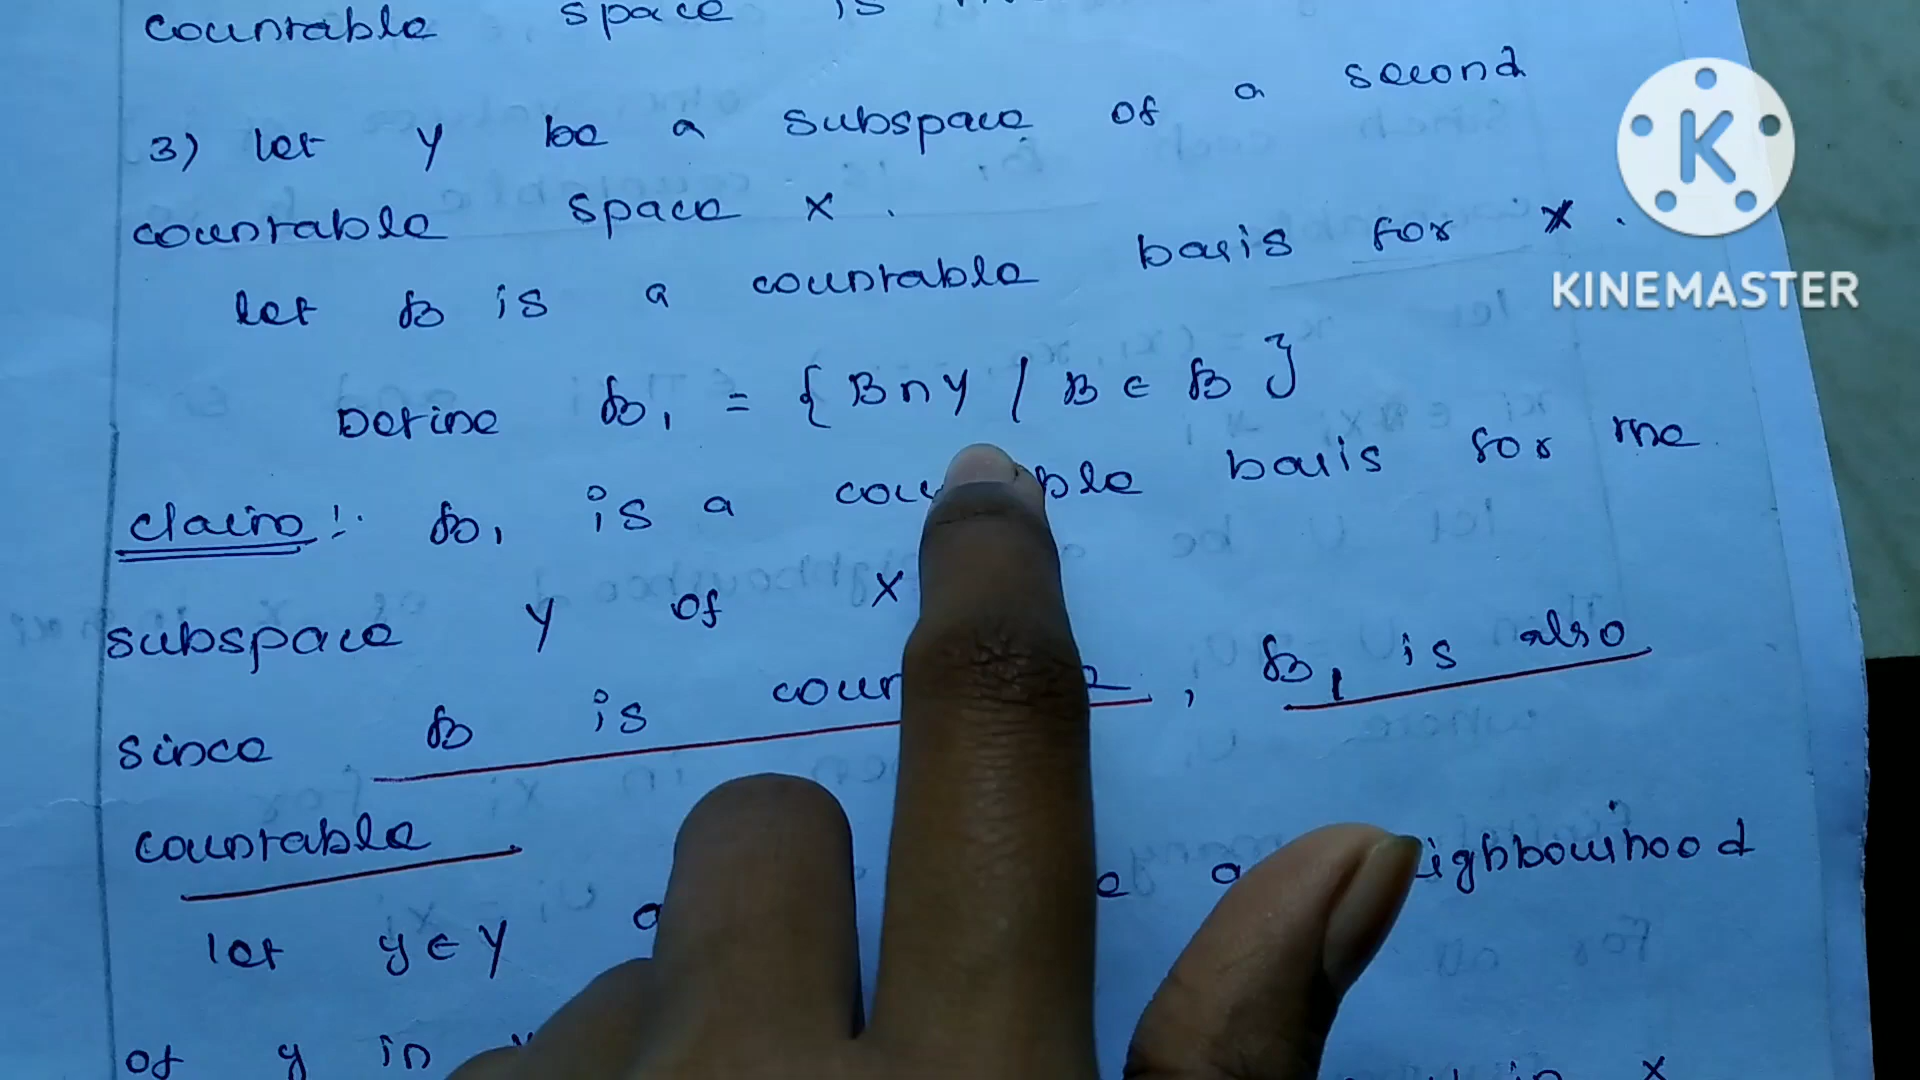 countable space is
3) let y be a subspace of a second
countable space X.
let B is a countable basis for X.
Define B₁ = { B∩Y / B ∈ B }
claim:- B₁ is a basis for the
subspace Y of X
since B is , B₁ is also
countable.
let y∈Y a neighbourhood
of y in X
KINEMASTER